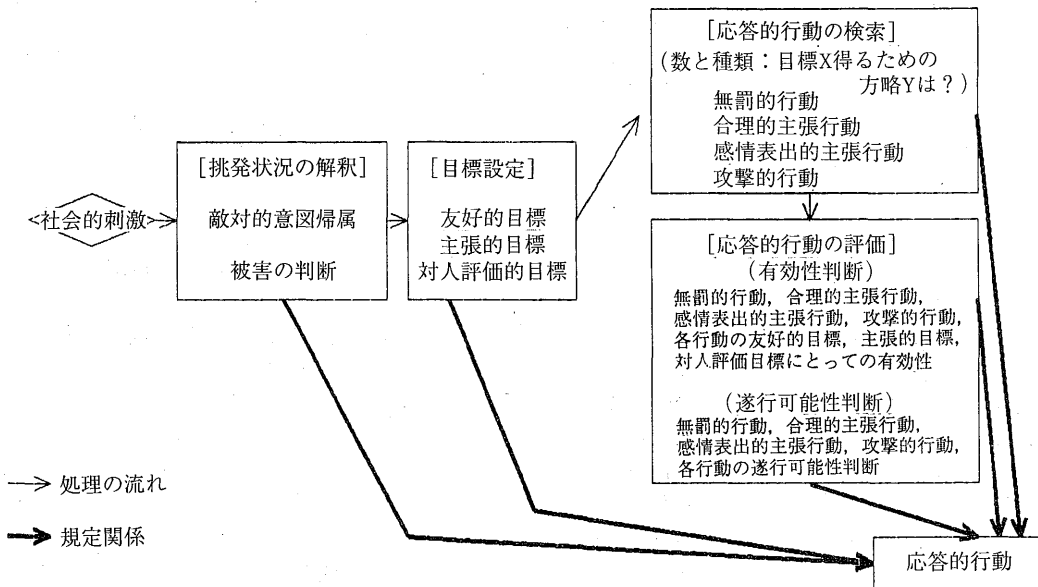 [応答的行動の検索]
(数と種類：目標X得るための
方略Yは？)
無罰的行動
合理的主張行動
感情表出的主張行動
攻撃的行動
<社会的刺激>
[挑発状況の解釈]
敵対的意図帰属
被害の判断
[目標設定]
友好的目標
主張的目標
対人評価的目標
[応答的行動の評価]
(有効性判断)
無罰的行動，合理的主張行動，
感情表出的主張行動，攻撃的行動，
各行動の友好的目標，主張的目標，
対人評価目標にとっての有効性
(遂行可能性判断)
無罰的行動，合理的主張行動，
感情表出的主張行動，攻撃的行動，
各行動の遂行可能性判断
処理の流れ
規定関係
応答的行動